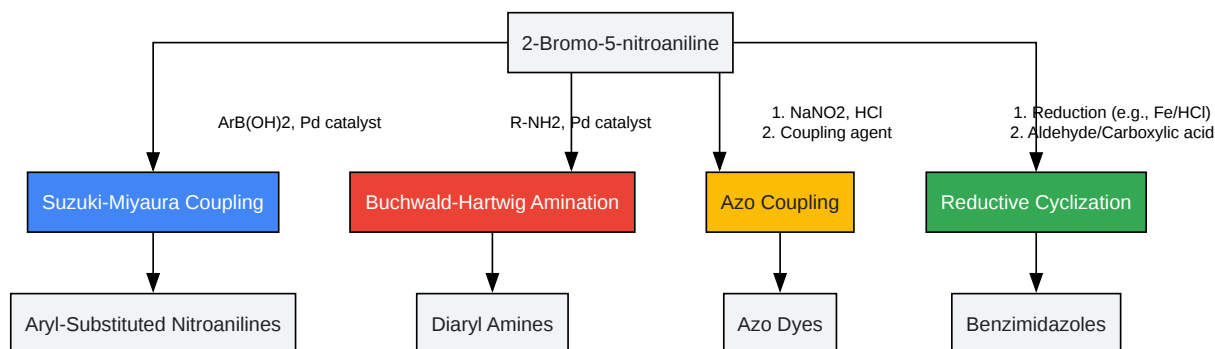 2-Bromo-5-nitroaniline
ArB(OH)2, Pd catalyst
R-NH2, Pd catalyst
1. NaNO2, HCl
2. Coupling agent
1. Reduction (e.g., Fe/HCl)
2. Aldehyde/Carboxylic acid
Suzuki-Miyaura Coupling
Buchwald-Hartwig Amination
Azo Coupling
Reductive Cyclization
Aryl-Substituted Nitroanilines
Diaryl Amines
Azo Dyes
Benzimidazoles